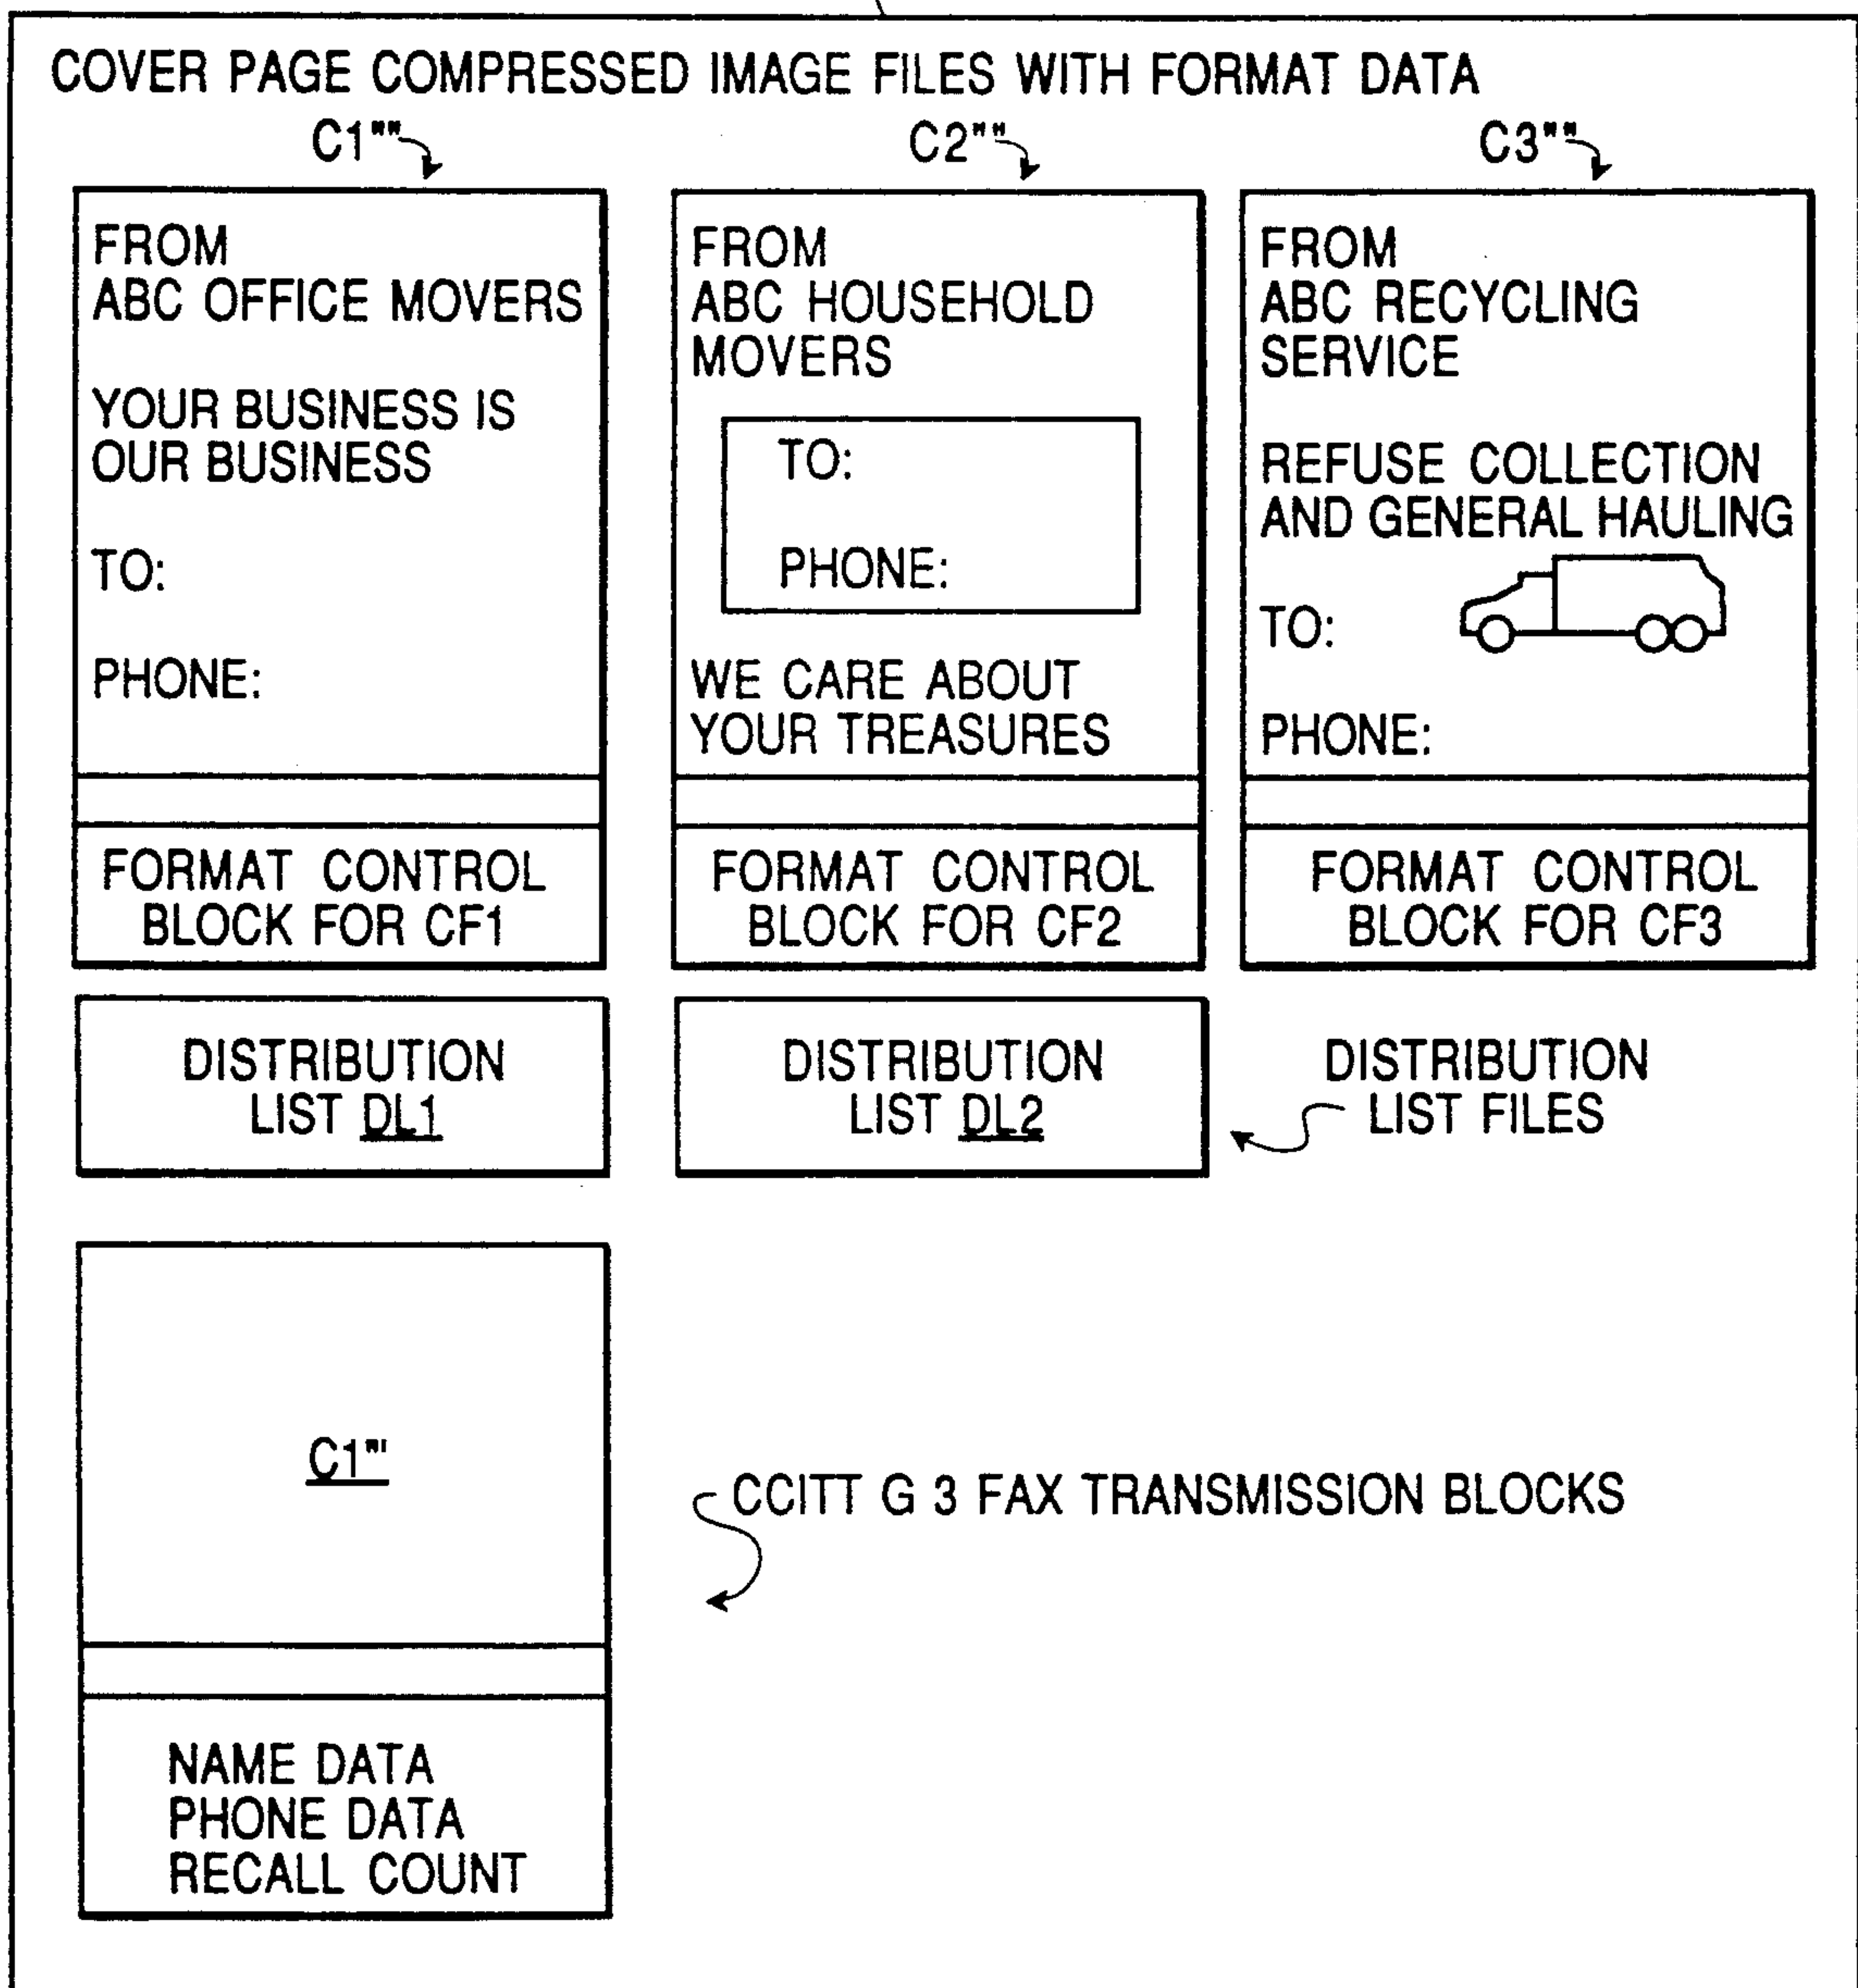 COVER PAGE COMPRESSED IMAGE FILES WITH FORMAT DATA
C1""
C2""
C3""
FROM
ABC OFFICE MOVERS
YOUR BUSINESS IS
OUR BUSINESS
TO:
PHONE:
FORMAT CONTROL
BLOCK FOR CF1
FROM
ABC HOUSEHOLD
MOVERS
TO:
PHONE:
WE CARE ABOUT
YOUR TREASURES
FORMAT CONTROL
BLOCK FOR CF2
FROM
ABC RECYCLING
SERVICE
REFUSE COLLECTION
AND GENERAL HAULING
TO:
PHONE:
FORMAT CONTROL
BLOCK FOR CF3
DISTRIBUTION
LIST DL1
DISTRIBUTION
LIST DL2
DISTRIBUTION
LIST FILES
C1"'
CCITT G 3 FAX TRANSMISSION BLOCKS
NAME DATA
PHONE DATA
RECALL COUNT